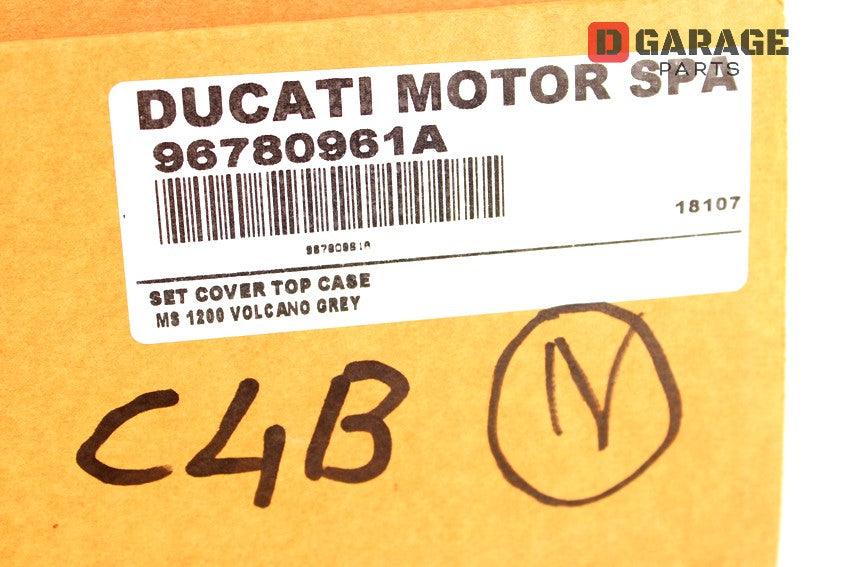 D GARAGE
PARTS
DUCATI MOTOR SPA
96780961A
18107
96780961A
SET COVER TOP CASE
MS 1200 VOLCANO GREY
C4B
N